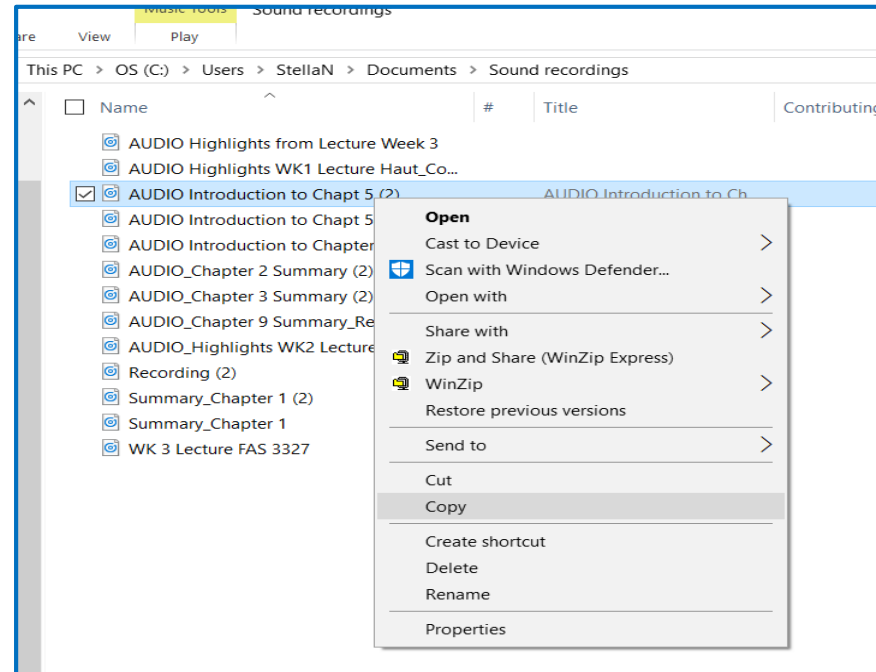 Music Tools Sound recordings
are View Play
This PC > OS (C:) > Users > StellaN > Documents > Sound recordings
Name # Title Contributing
AUDIO Highlights from Lecture Week 3
AUDIO Highlights WK1 Lecture Haut_Co...
AUDIO Introduction to Chapt 5 (2) AUDIO Introduction to Ch
AUDIO Introduction to Chapt 5
AUDIO Introduction to Chapter
AUDIO_Chapter 2 Summary (2)
AUDIO_Chapter 3 Summary (2)
AUDIO_Chapter 9 Summary_Re
AUDIO_Highlights WK2 Lecture
Recording (2)
Summary_Chapter 1 (2)
Summary_Chapter 1
WK 3 Lecture FAS 3327
Open
Cast to Device
Scan with Windows Defender...
Open with
Share with
Zip and Share (WinZip Express)
WinZip
Restore previous versions
Send to
Cut
Copy
Create shortcut
Delete
Rename
Properties